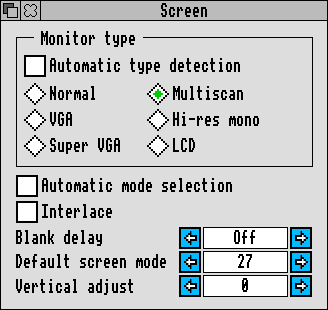 Screen
Monitor type
Automatic type detection
Normal Multiscan
VGA Hi-res mono
Super VGA LCD
Automatic mode selection
Interlace
Blank delay Off
Default screen mode 27
Vertical adjust 0